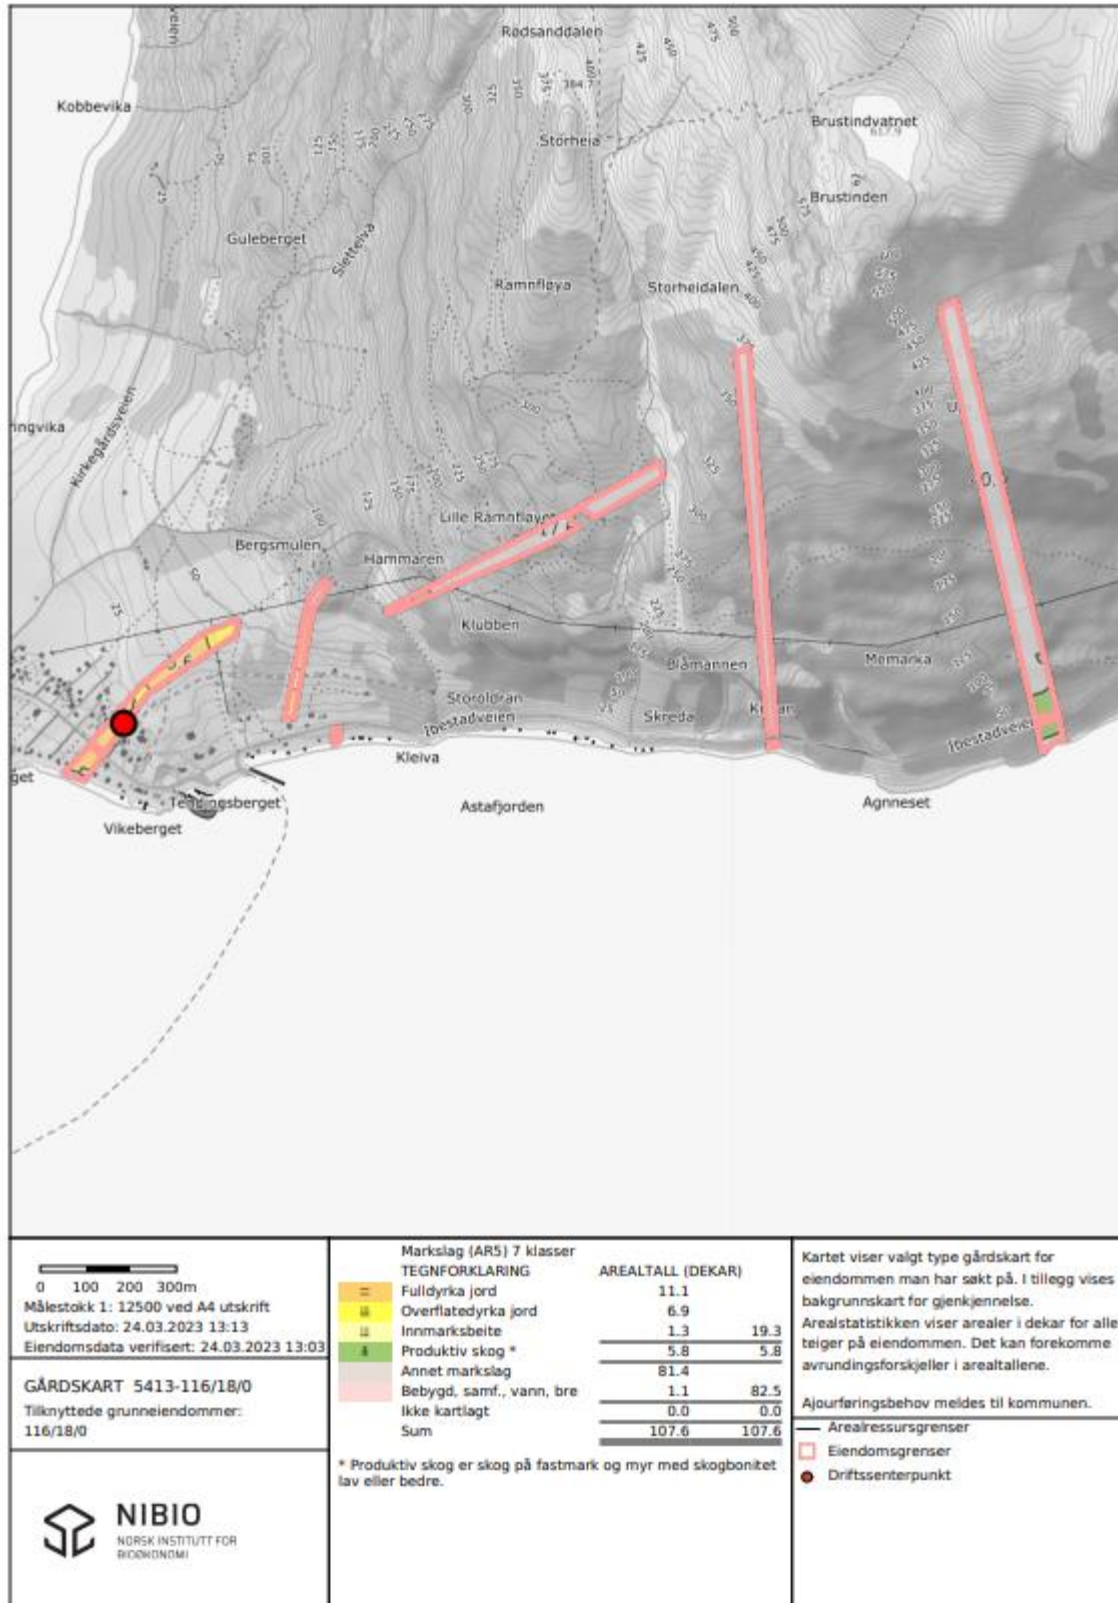 veien
Rødsanddalen
Kobbevika
Brustindvatnet
617.9
Storheia
Brustinden
Guleberget
Slettelva
Ramnfløya
Storheidalen
Kirkegårdsveien
ingvika
Lille Ramnfløya
Bergsmulen
Hammaren
Klubben
Blåmannen
Memarka
Storoldran
Ibestadveien
Skreda
Ibestadveien
Kleiva
get
Tenningsberget
Astafjorden
Agnneset
Vikeberget
0 100 200 300m
Målestokk 1: 12500 ved A4 utskrift
Utskriftsdato: 24.03.2023 13:13
Eiendomsdata verifisert: 24.03.2023 13:03
GÅRDSKART 5413-116/18/0
Tilknyttede grunneiendommer:
116/18/0
NIBIO
NORSK INSTITUTT FOR
BIOØKONOMI
Markslag (AR5) 7 klasser
TEGNFORKLARING AREALTALL (DEKAR)
Fulldyrka jord 11.1
Overflatedyrka jord 6.9
Innmarksbeite 1.3 19.3
Produktiv skog * 5.8 5.8
Annet markslag 81.4
Bebygd, samf., vann, bre 1.1 82.5
Ikke kartlagt 0.0 0.0
Sum 107.6 107.6
* Produktiv skog er skog på fastmark og myr med skogbonitet
lav eller bedre.
Kartet viser valgt type gårdskart for
eiendommen man har søkt på. I tillegg vises
bakgrunnskart for gjenkjennelse.
Arealstatistikken viser arealer i dekar for alle
teiger på eiendommen. Det kan forekomme
avrundingsforskjeller i arealtallene.
Ajourføringsbehov meldes til kommunen.
Arealressursgrenser
Eiendomsgrenser
Driftssenterpunkt